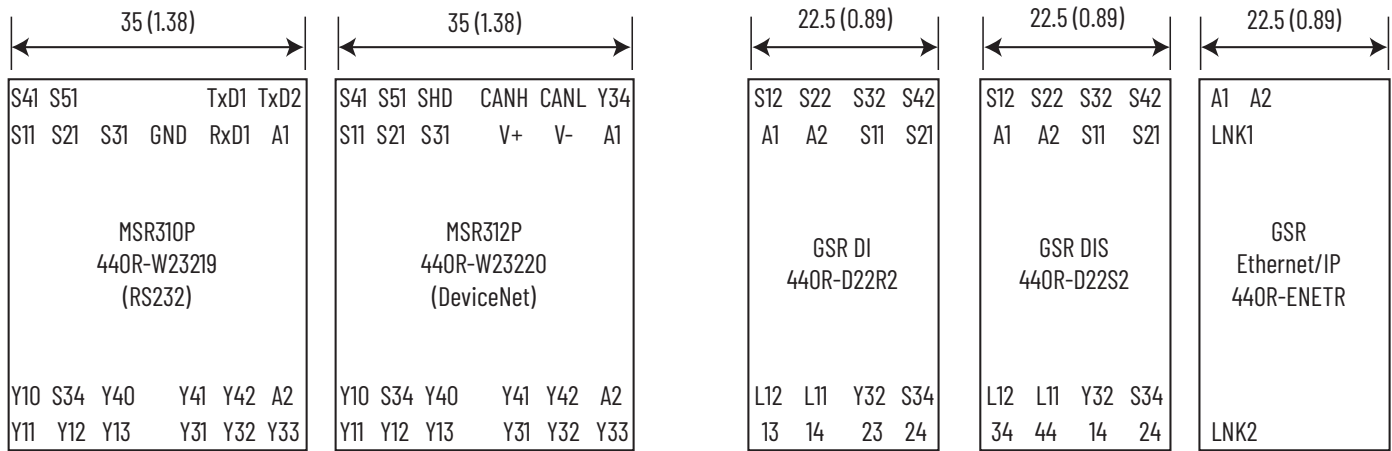 35 (1.38)
35 (1.38)
22.5 (0.89)
22.5 (0.89)
22.5 (0.89)
S41 S51 TxD1 TxD2
S11 S21 S31 GND RxD1 A1
MSR310P
440R-W23219
(RS232)
Y10 S34 Y40 Y41 Y42 A2
Y11 Y12 Y13 Y31 Y32 Y33
S41 S51 SHD CANH CANL Y34
S11 S21 S31 V+ V- A1
MSR312P
440R-W23220
(DeviceNet)
Y10 S34 Y40 Y41 Y42 A2
Y11 Y12 Y13 Y31 Y32 Y33
S12 S22 S32 S42
A1 A2 S11 S21
GSR DI
440R-D22R2
L12 L11 Y32 S34
13 14 23 24
S12 S22 S32 S42
A1 A2 S11 S21
GSR DIS
440R-D22S2
L12 L11 Y32 S34
34 44 14 24
A1 A2
LNK1
GSR
Ethernet/IP
440R-ENETR
LNK2